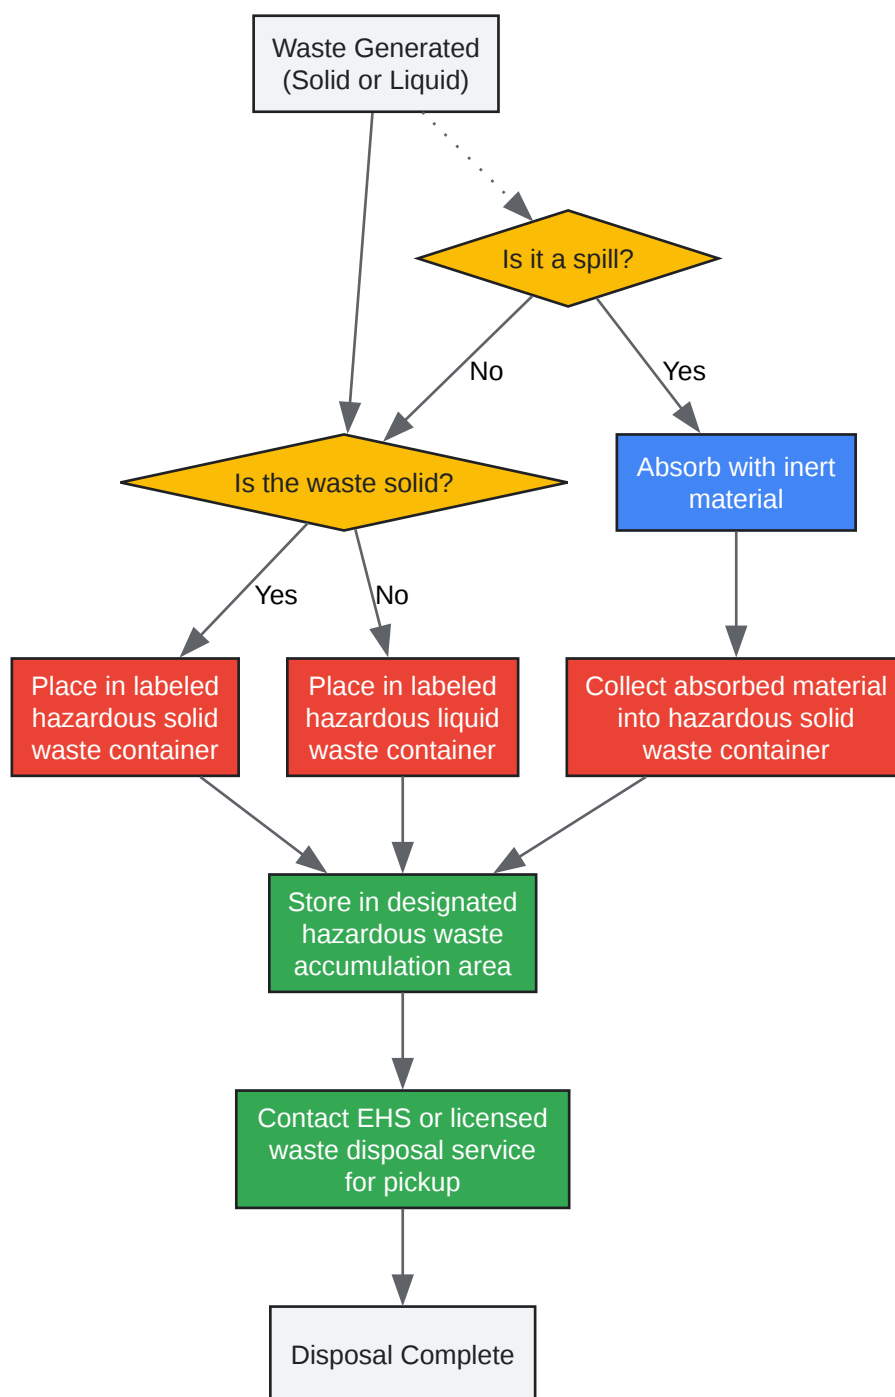 Waste Generated
(Solid or Liquid)
Is it a spill?
No
Yes
Is the waste solid?
Absorb with inert
material
Yes
No
Place in labeled
hazardous solid
waste container
Place in labeled
hazardous liquid
waste container
Collect absorbed material
into hazardous solid
waste container
Store in designated
hazardous waste
accumulation area
Contact EHS or licensed
waste disposal service
for pickup
Disposal Complete